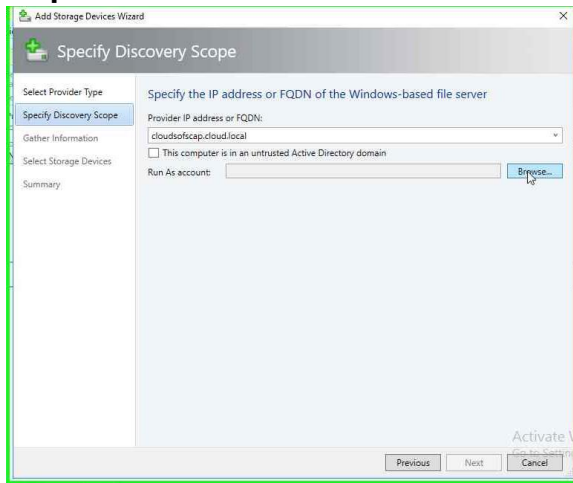 Add Storage Devices Wizard
Specify Discovery Scope
Select Provider Type
Specify Discovery Scope
Gather Information
Select Storage Devices
Summary
Specify the IP address or FQDN of the Windows-based file server
Provider IP address or FQDN:
cloudsofscap.cloud.local
This computer is in an untrusted Active Directory domain
Run As account:
Browse...
Activate
Previous
Next
Cancel